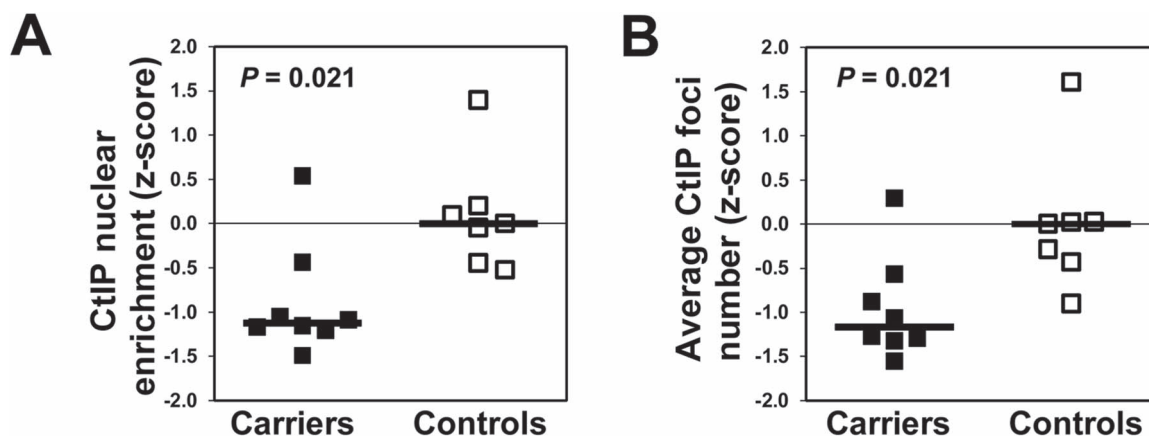 A
CtIP nuclear
enrichment (z-score)
2.0
1.5
1.0
0.5
0.0
-0.5
-1.0
-1.5
-2.0
P = 0.021
Carriers
Controls
B
Average CtIP foci
number (z-score)
2.0
1.5
1.0
0.5
0.0
-0.5
-1.0
-1.5
-2.0
P = 0.021
Carriers
Controls